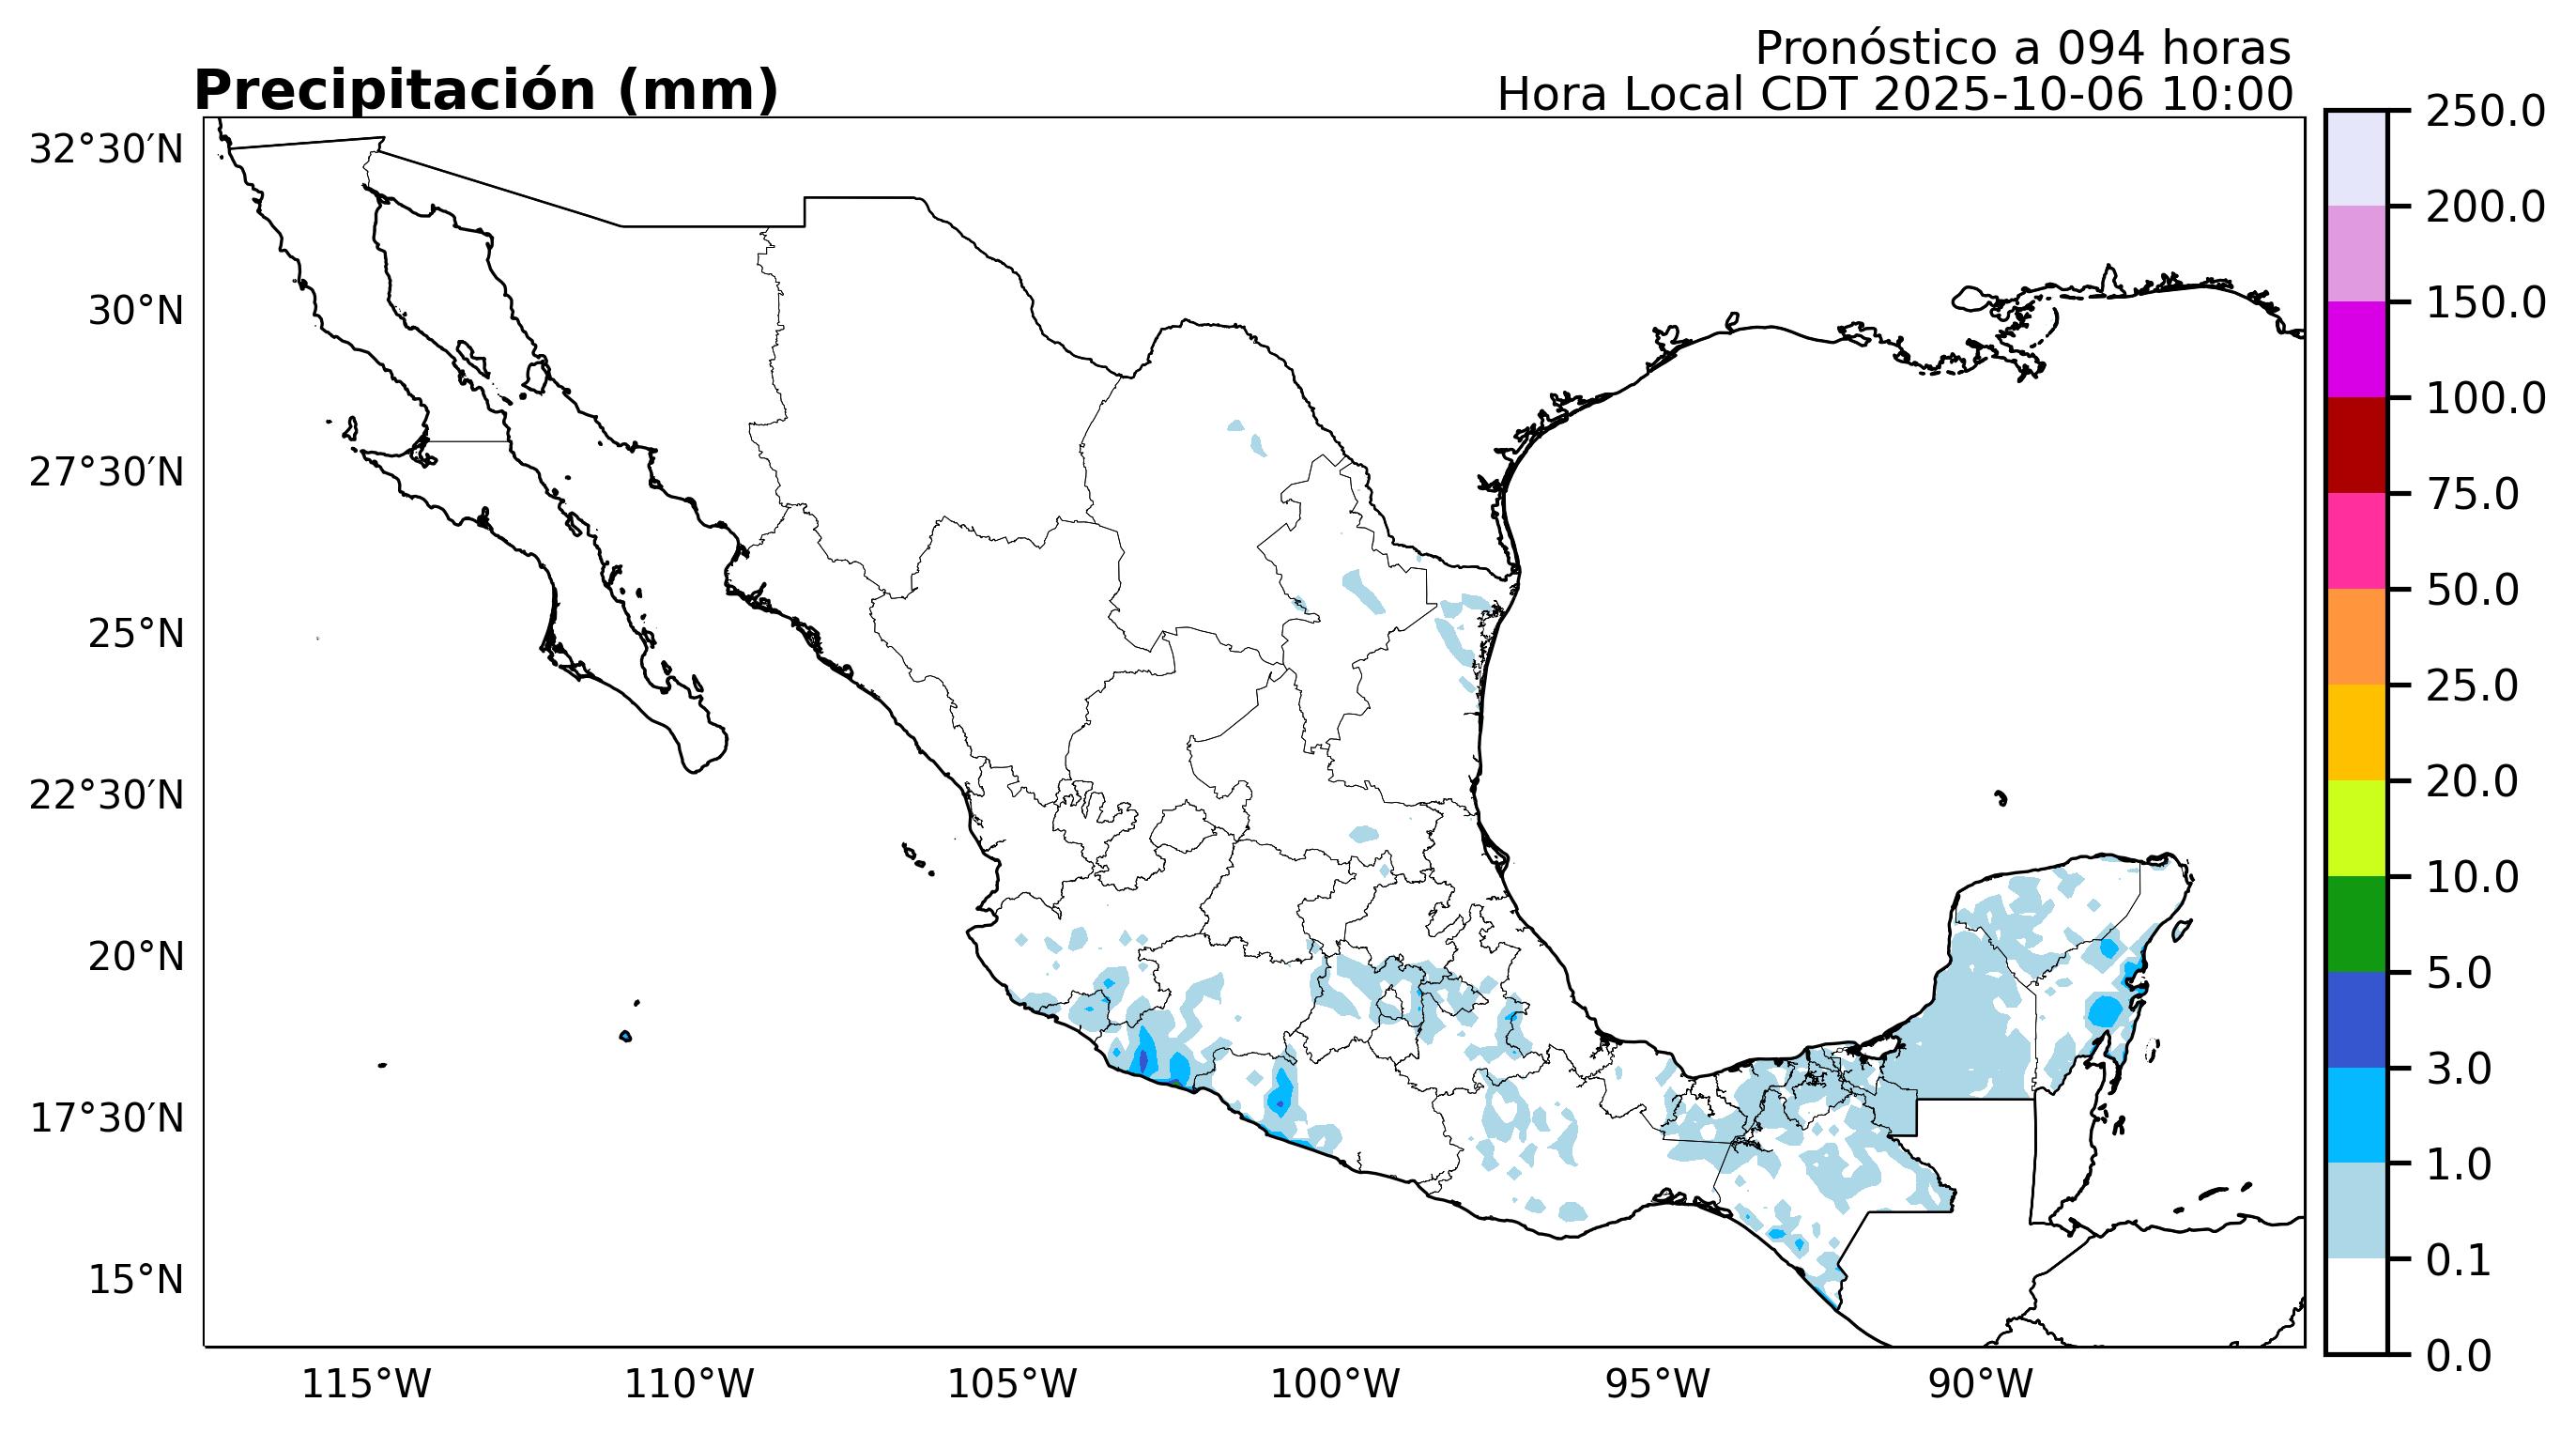 Pronóstico a 094 horas
Precipitación (mm)
Hora Local CDT 2025-10-06 10:00
32°30′N
30°N
27°30′N
25°N
22°30′N
20°N
17°30′N
15°N
115°W
110°W
105°W
100°W
95°W
90°W
250.0
200.0
150.0
100.0
75.0
50.0
25.0
20.0
10.0
5.0
3.0
1.0
0.1
0.0